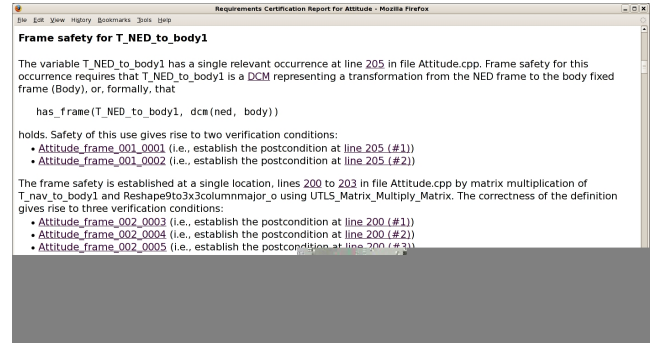 Requirements Certification Report for Attitude - Mozilla Firefox
File Edit View History Bookmarks Tools Help
Frame safety for T_NED_to_body1
The variable T_NED_to_body1 has a single relevant occurrence at line 205 in file Attitude.cpp. Frame safety for this
occurrence requires that T_NED_to_body1 is a DCM representing a transformation from the NED frame to the body fixed
frame (Body), or, formally, that
has_frame(T_NED_to_body1, dcm(ned, body))
holds. Safety of this use gives rise to two verification conditions:
• Attitude_frame_001_0001 (i.e., establish the postcondition at line 205 (#1))
• Attitude_frame_001_0002 (i.e., establish the postcondition at line 205 (#2))
The frame safety is established at a single location, lines 200 to 203 in file Attitude.cpp by matrix multiplication of
T_nav_to_body1 and Reshape9to3x3columnmajor_o using UTLS_Matrix_Multiply_Matrix. The correctness of the definition
gives rise to three verification conditions:
• Attitude_frame_002_0003 (i.e., establish the postcondition at line 200 (#1))
• Attitude_frame_002_0004 (i.e., establish the postcondition at line 200 (#2))
• Attitude_frame_002_0005 (i.e., establish the postcondition at line 200 (#3))